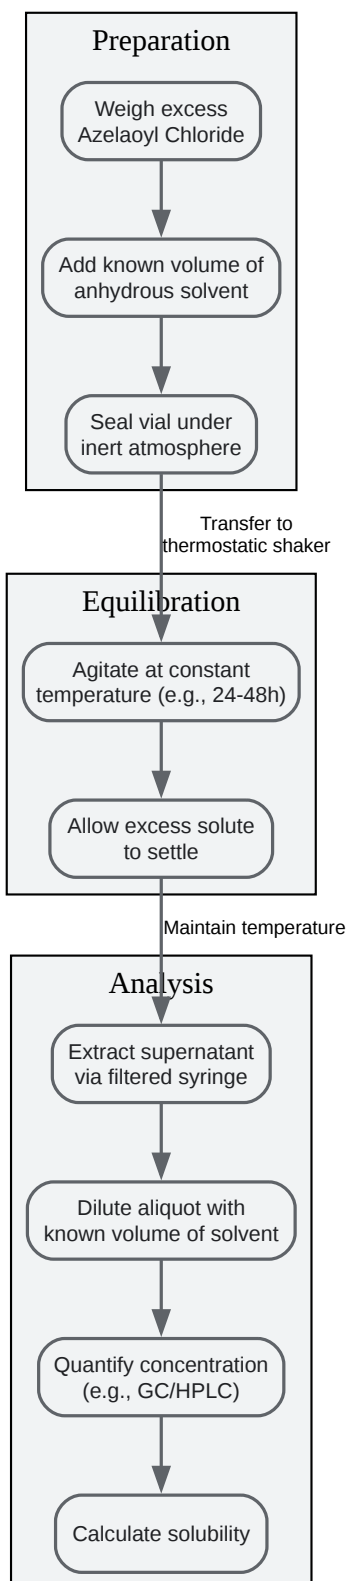 Preparation
Weigh excess
Azelaoyl Chloride
Add known volume of
anhydrous solvent
Seal vial under
inert atmosphere
Transfer to
thermostatic shaker
Equilibration
Agitate at constant
temperature (e.g., 24-48h)
Allow excess solute
to settle
Maintain temperature
Analysis
Extract supernatant
via filtered syringe
Dilute aliquot with
known volume of solvent
Quantify concentration
(e.g., GC/HPLC)
Calculate solubility